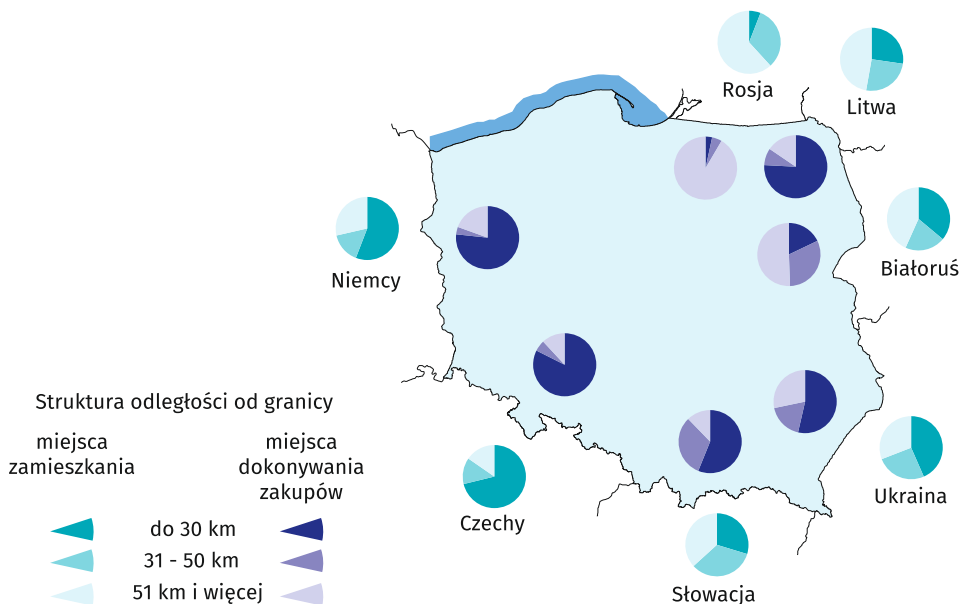 Rosja
Litwa
Białoruś
Niemcy
Struktura odległości od granicy
miejsca
zamieszkania
miejsca
dokonywania
zakupów
do 30 km
31 - 50 km
51 km i więcej
Czechy
Ukraina
Słowacja